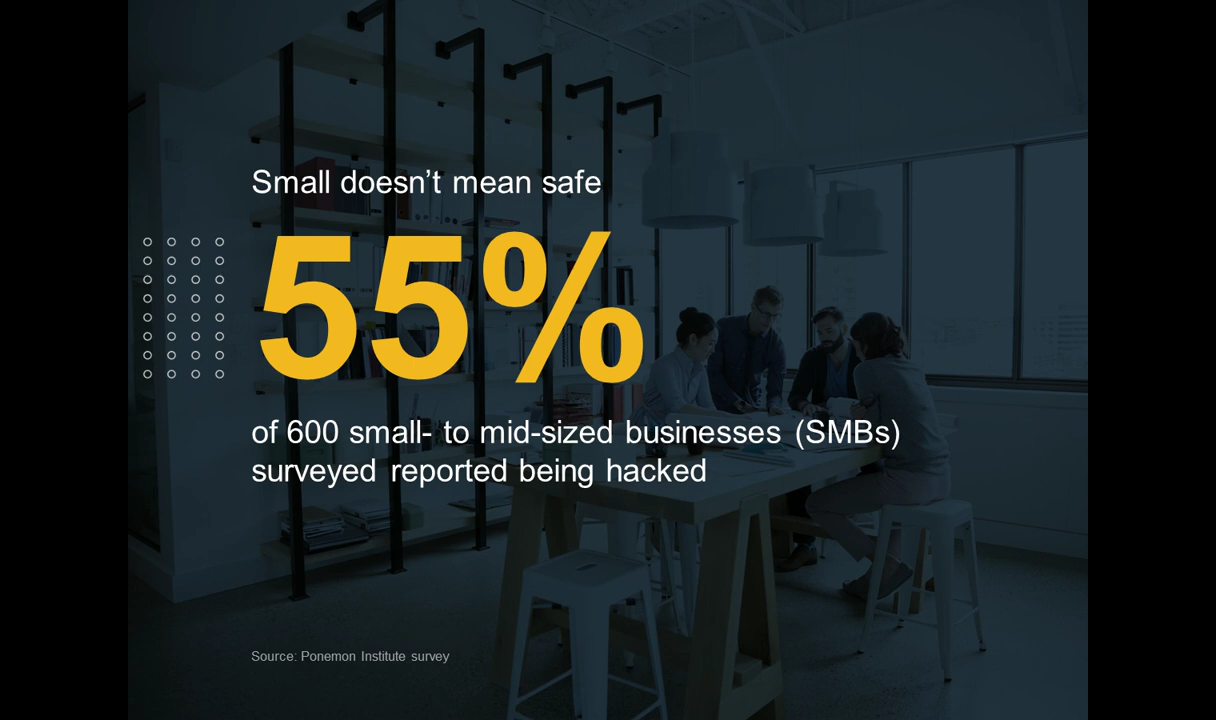 Small doesn’t mean safe
55%
of 600 small- to mid-sized businesses (SMBs)
surveyed reported being hacked
Source: Ponemon Institute survey